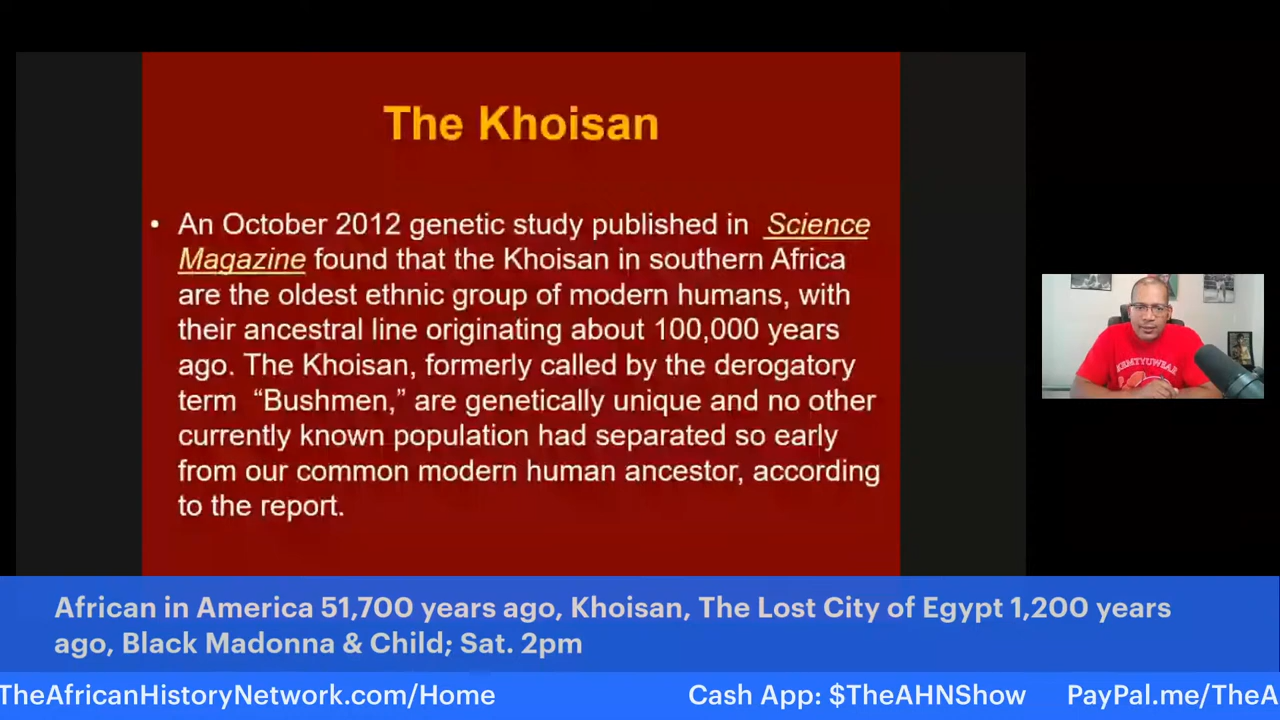 The Khoisan
• An October 2012 genetic study published in Science
Magazine found that the Khoisan in southern Africa
are the oldest ethnic group of modern humans, with
their ancestral line originating about 100,000 years
ago. The Khoisan, formerly called by the derogatory
term “Bushmen,” are genetically unique and no other
currently known population had separated so early
from our common modern human ancestor, according
to the report.
KEMTYUWEAR
African in America 51,700 years ago, Khoisan, The Lost City of Egypt 1,200 years
ago, Black Madonna & Child; Sat. 2pm
TheAfricanHistoryNetwork.com/Home Cash App: $TheAHNShow PayPal.me/TheA